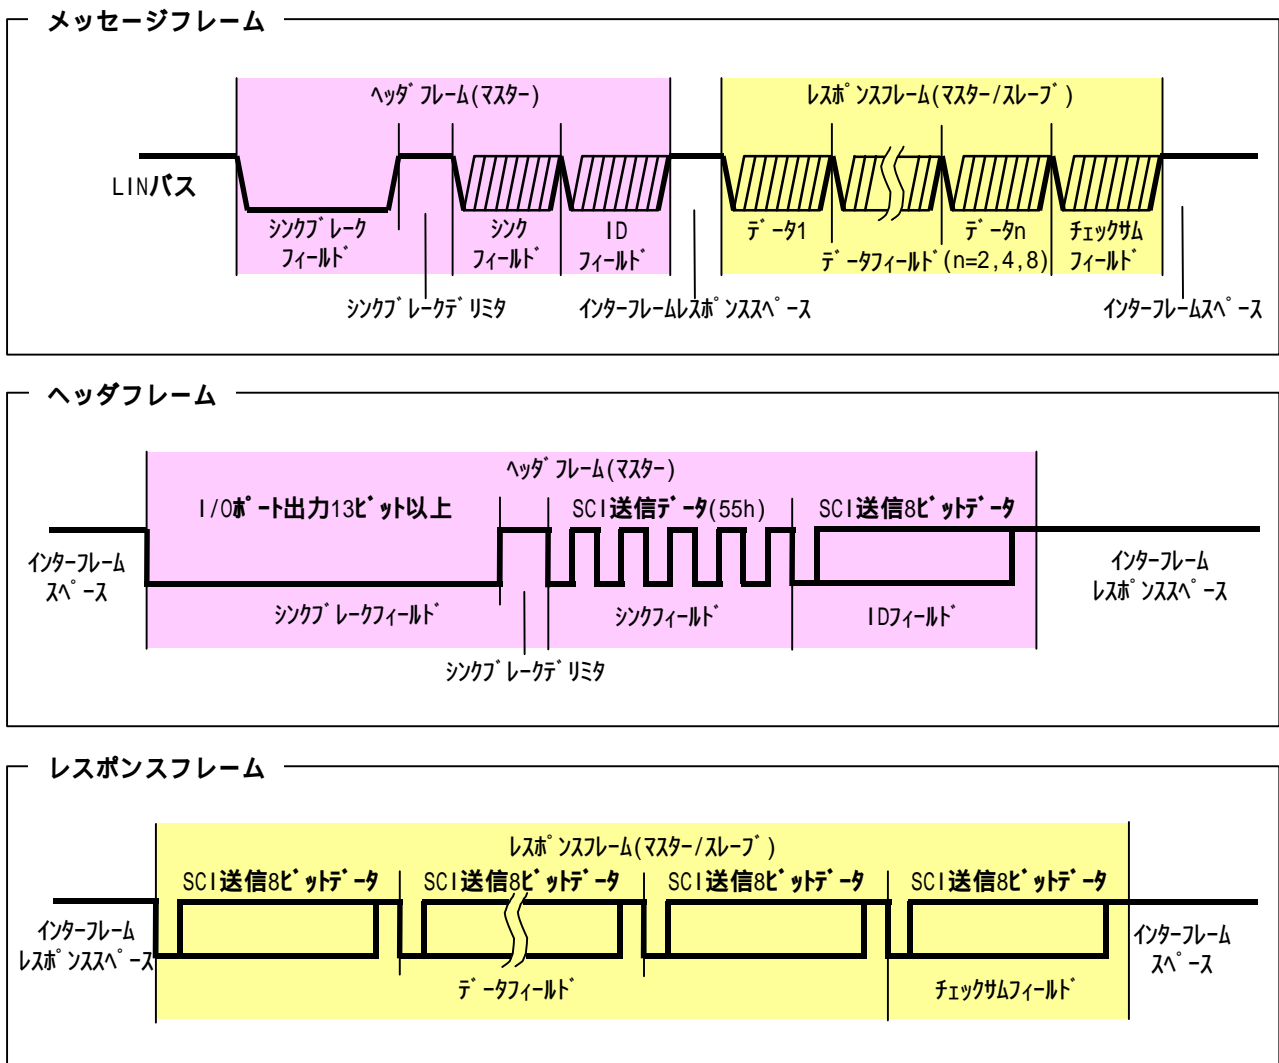 メッセージフレーム
ヘッダフレーム(マスター)
レスポンスフレーム(マスター/スレーブ)
LINバス
シンクブレーク
フィールド
シンク
フィールド
ID
フィールド
データ1
データn
データフィールド(n=2,4,8)
チェックサム
フィールド
シンクブレークデリミタ
インターフレームレスポンススペース
インターフレームスペース
ヘッダフレーム
ヘッダフレーム(マスター)
I/Oポート出力13ビット以上
SCI送信データ(55h)
SCI送信8ビットデータ
インターフレーム
スペース
シンクブレークフィールド
シンクフィールド
IDフィールド
インターフレーム
レスポンススペース
シンクブレークデリミタ
レスポンスフレーム
レスポンスフレーム(マスター/スレーブ)
SCI送信8ビットデータ
SCI送信8ビットデータ
SCI送信8ビットデータ
SCI送信8ビットデータ
インターフレーム
レスポンススペース
データフィールド
チェックサムフィールド
インターフレーム
スペース